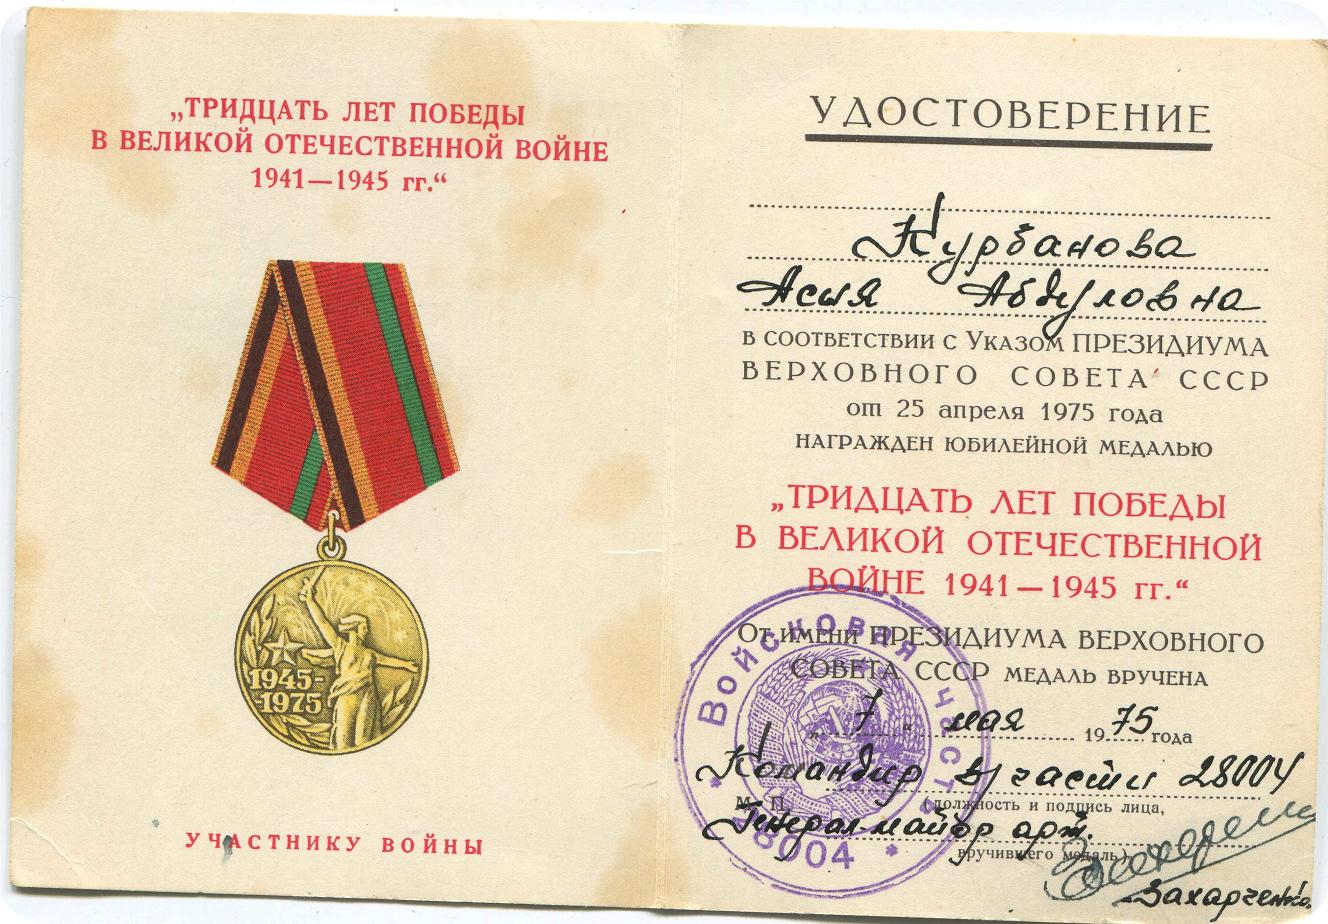 „ТРИДЦАТЬ ЛЕТ ПОБЕДЫ
В ВЕЛИКОЙ ОТЕЧЕСТВЕННОЙ ВОЙНЕ
1941—1945 гг.“
1945-
1975
УЧАСТНИКУ ВОЙНЫ
УДОСТОВЕРЕНИЕ
Курбанова
Асия Абдуловна
В СООТВЕТСТВИИ С УКАЗОМ ПРЕЗИДИУМА
ВЕРХОВНОГО СОВЕТА СССР
от 25 апреля 1975 года
НАГРАЖДЕН ЮБИЛЕЙНОЙ МЕДАЛЬЮ
„ТРИДЦАТЬ ЛЕТ ПОБЕДЫ
В ВЕЛИКОЙ ОТЕЧЕСТВЕННОЙ
ВОЙНЕ 1941—1945 гг.“
ОТ ИМЕНИ ПРЕЗИДИУМА ВЕРХОВНОГО
СОВЕТА СССР МЕДАЛЬ ВРУЧЕНА
„7“ мая 1975 года
Командир в/части 28004
М. П. (должность и подпись лица,
Генерал-майор арт.
вручившего медаль)
Захарченко
Войсковая часть
* 28004 *